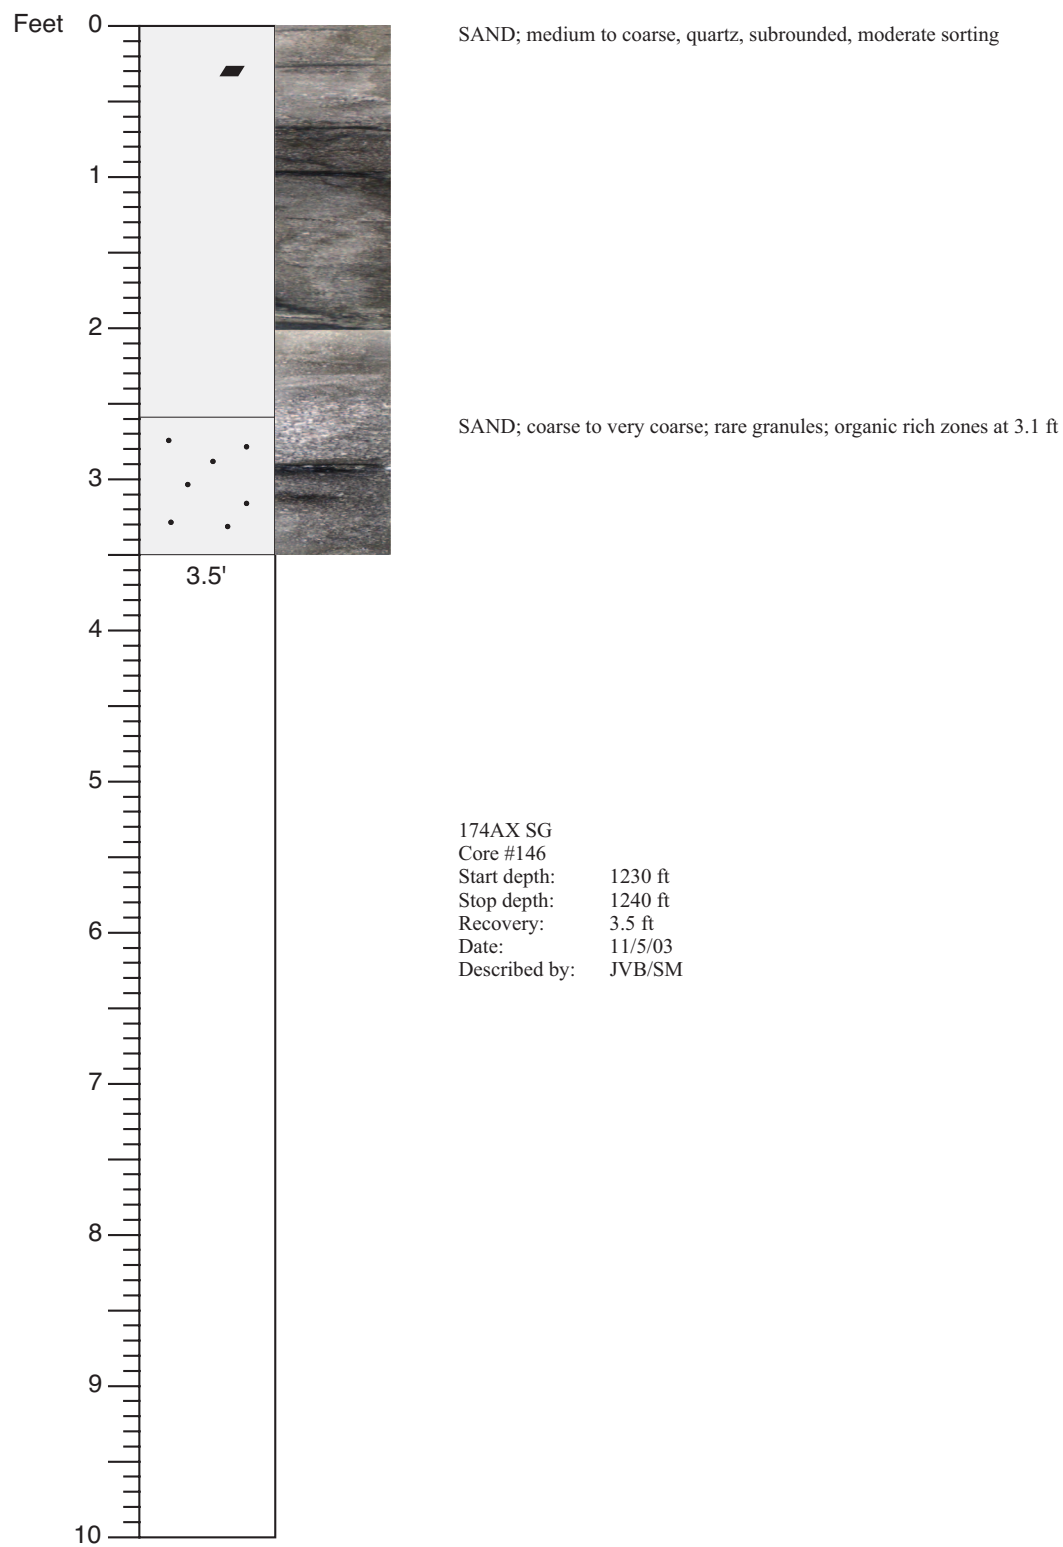 Feet 0 SAND; medium to coarse, quartz, subrounded, moderate sorting
1
2
SAND; coarse to very coarse; rare granules; organic rich zones at 3.1 ft
3
3.5'
4
5
174AX SG
Core #146
Start depth: 1230 ft
Stop depth: 1240 ft
Recovery: 3.5 ft
6
Date: 11/5/03
Described by: JVB/SM
7
8
9
10